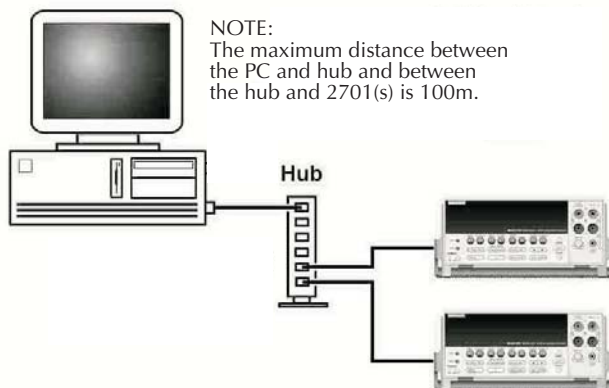 NOTE:
The maximum distance between
the PC and hub and between
the hub and 2701(s) is 100m.
Hub